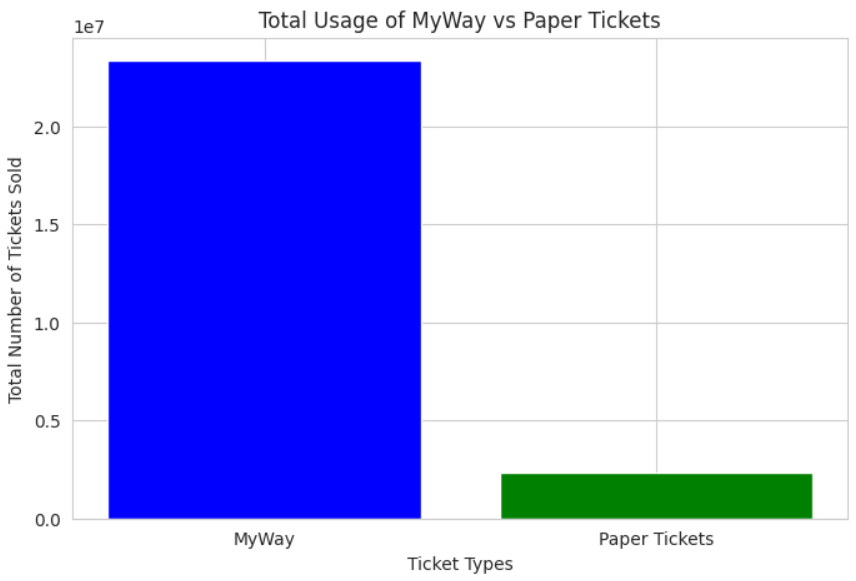 Total Usage of MyWay vs Paper Tickets
1e7
2.0
1.5
1.0
0.5
0.0
Total Number of Tickets Sold
MyWay Paper Tickets
Ticket Types